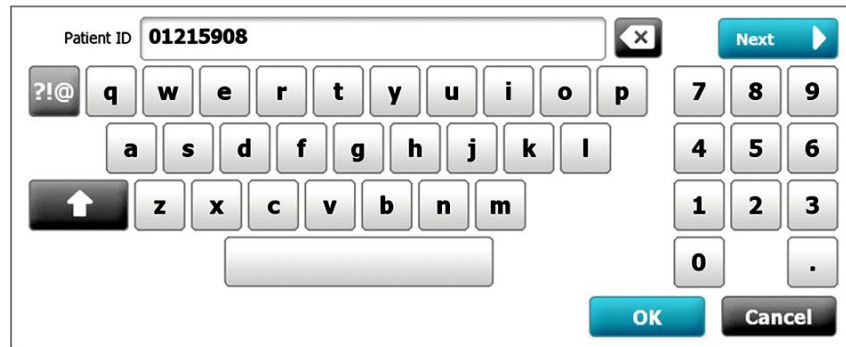 Patient ID 01215908 Next
?!@ q w e r t y u i o p 7 8 9
a s d f g h j k l 4 5 6
z x c v b n m 1 2 3
0 .
OK Cancel